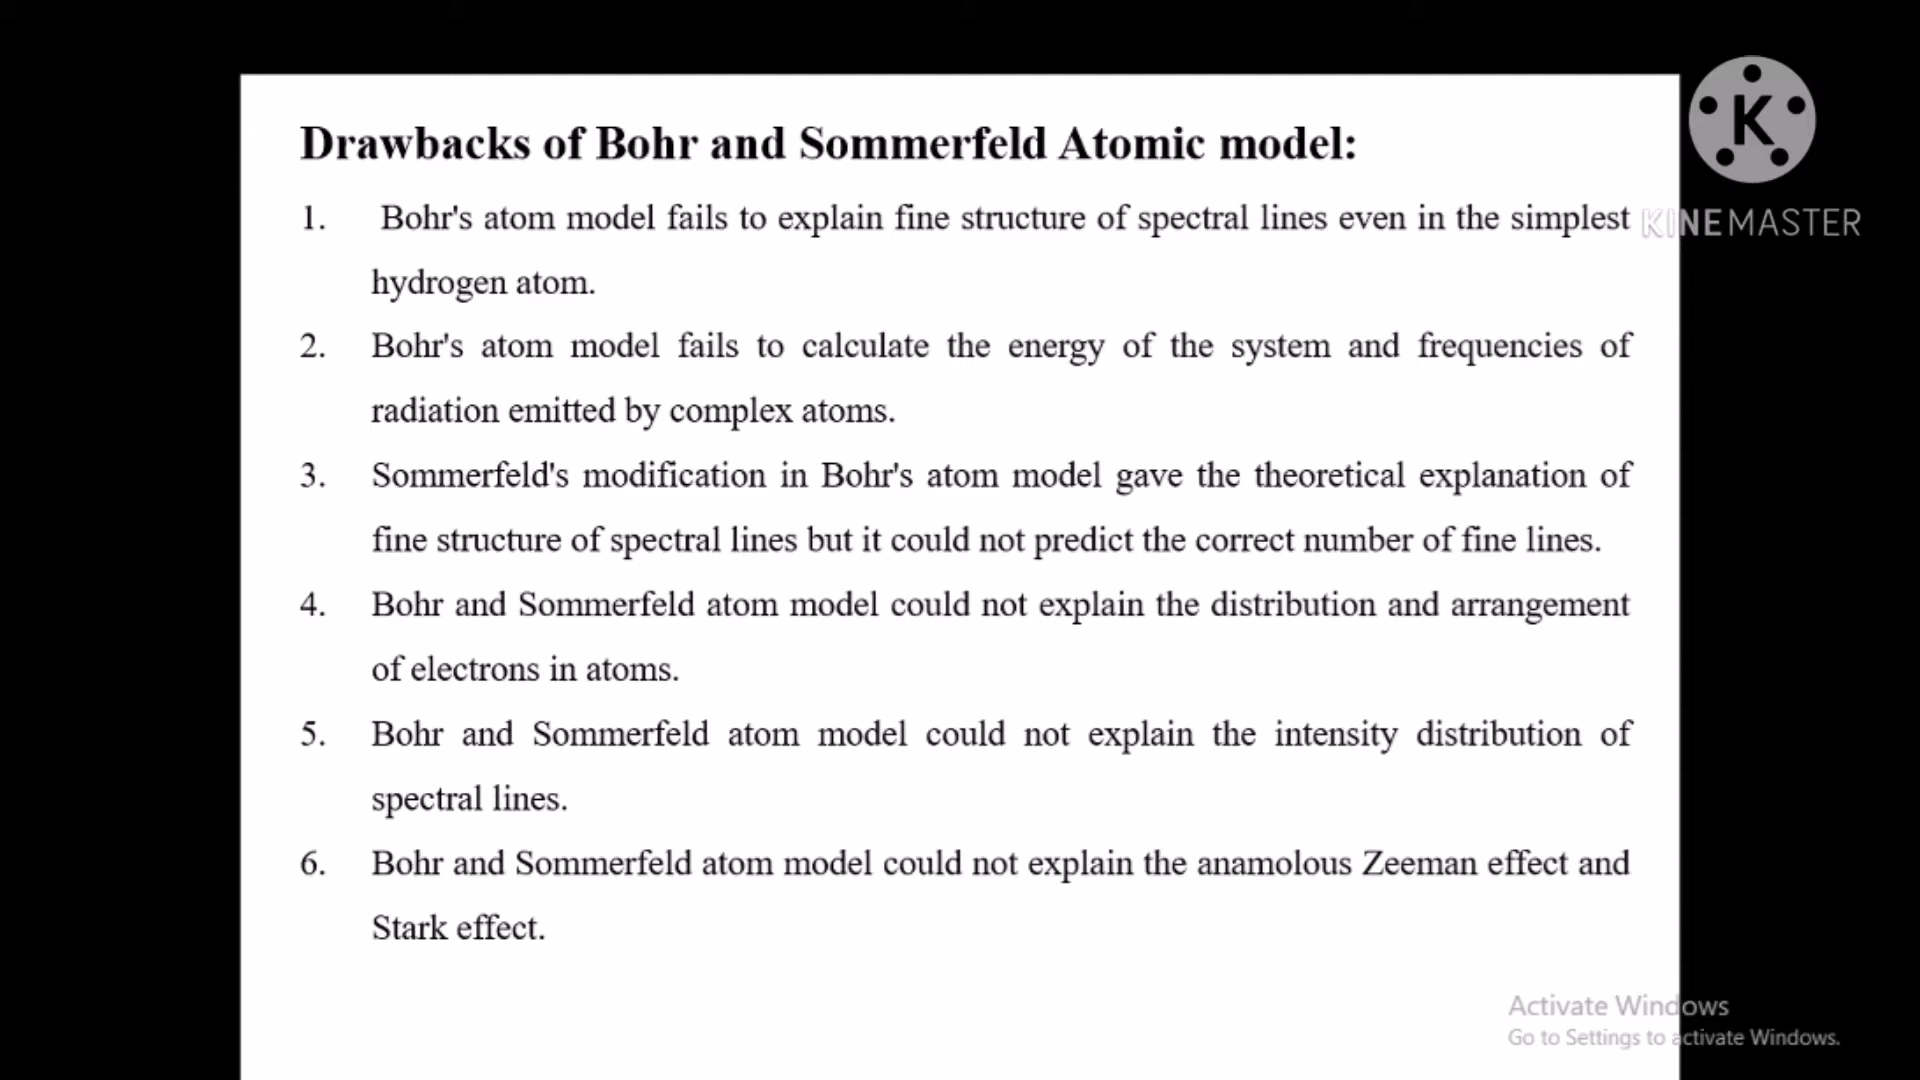 Drawbacks of Bohr and Sommerfeld Atomic model:
1. Bohr's atom model fails to explain fine structure of spectral lines even in the simplest
hydrogen atom.
2. Bohr's atom model fails to calculate the energy of the system and frequencies of
radiation emitted by complex atoms.
3. Sommerfeld's modification in Bohr's atom model gave the theoretical explanation of
fine structure of spectral lines but it could not predict the correct number of fine lines.
4. Bohr and Sommerfeld atom model could not explain the distribution and arrangement
of electrons in atoms.
5. Bohr and Sommerfeld atom model could not explain the intensity distribution of
spectral lines.
6. Bohr and Sommerfeld atom model could not explain the anamolous Zeeman effect and
Stark effect.
K
KINEMASTER
Activate Windows
Go to Settings to activate Windows.